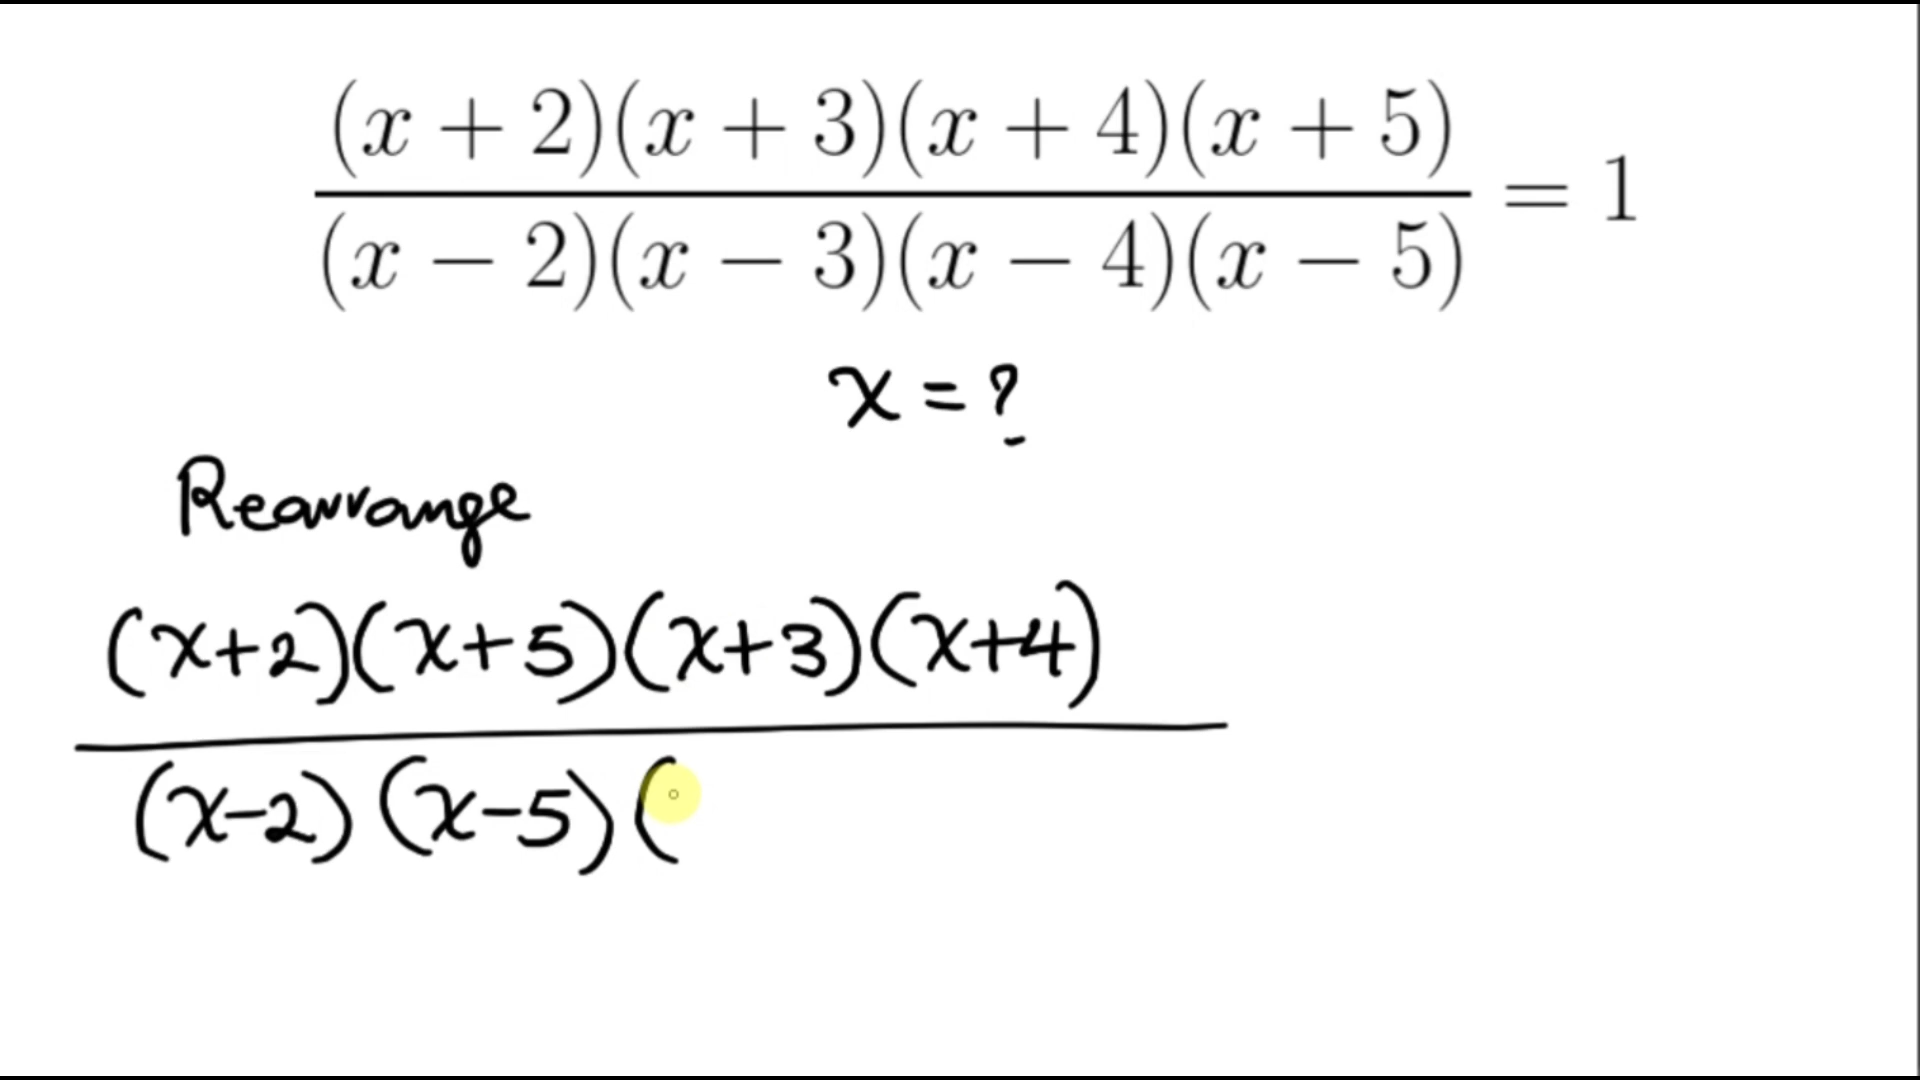 (x + 2)(x + 3)(x + 4)(x + 5)
(x − 2)(x − 3)(x − 4)(x − 5)
= 1
x = ?
Rearrange
(x+2)(x+5)(x+3)(x+4)
(x-2)(x-5)(